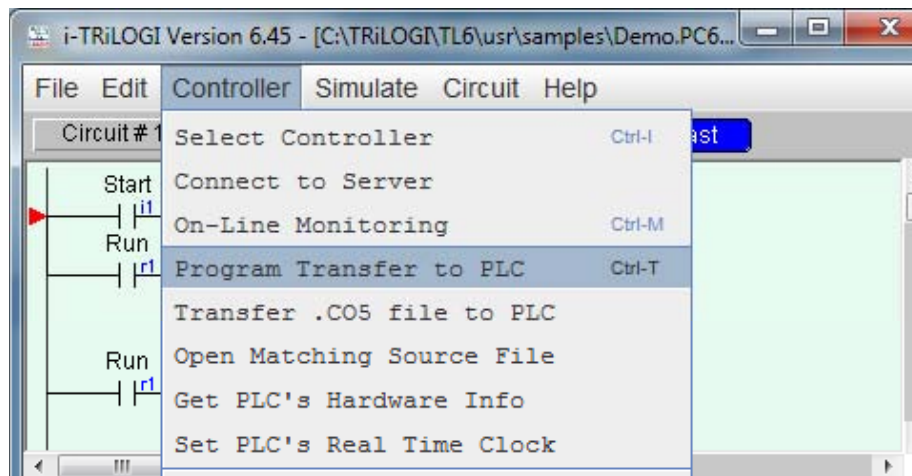 i-TRiLOGI Version 6.45 - [C:\TRiLOGI\TL6\usr\samples\Demo.PC6...
File Edit Controller Simulate Circuit Help
Circuit # 1
Select Controller Ctrl-I
Connect to Server
On-Line Monitoring Ctrl-M
Program Transfer to PLC Ctrl-T
Transfer .CO5 file to PLC
Open Matching Source File
Get PLC's Hardware Info
Set PLC's Real Time Clock
Start
i1
Run
r1
Run
r1